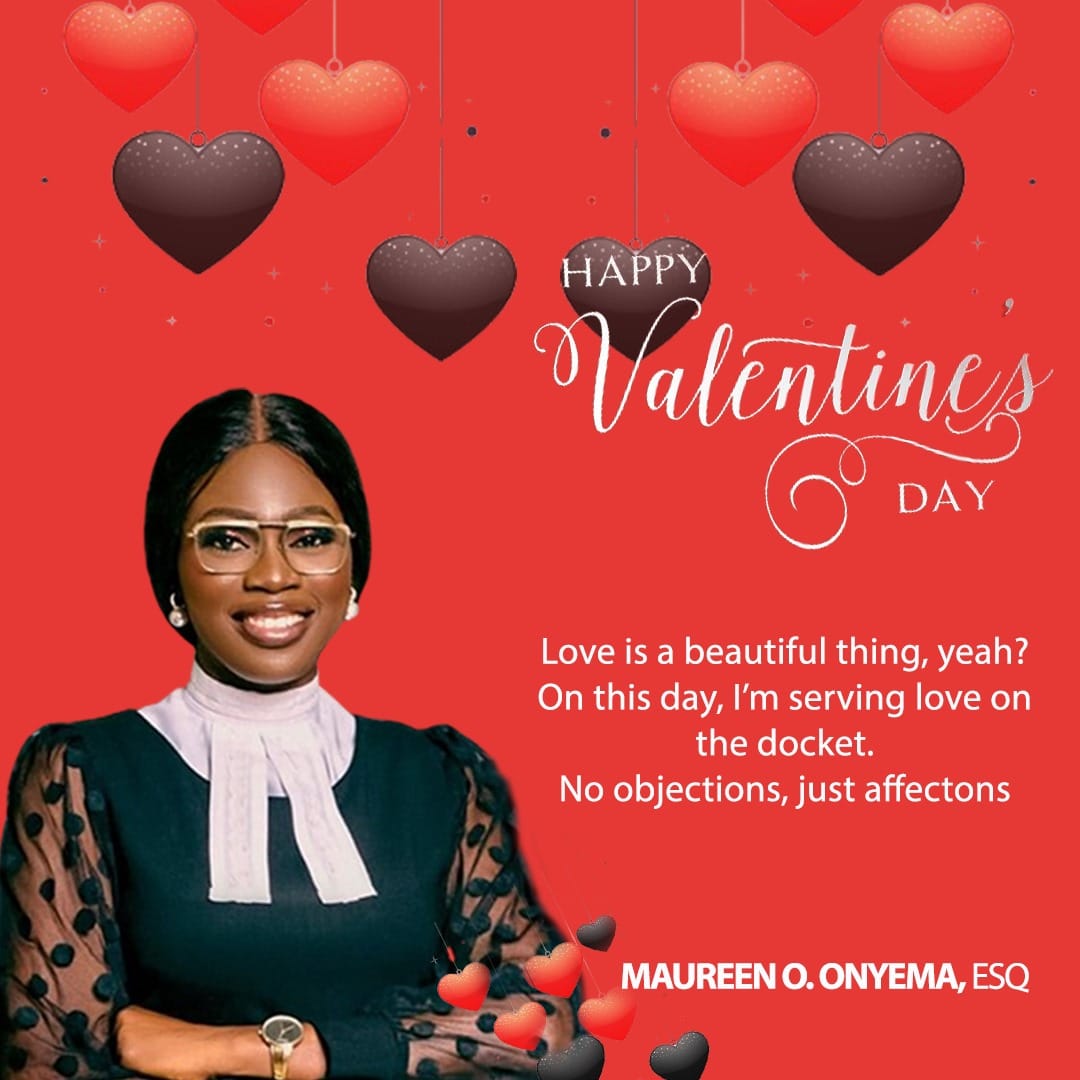 HAPPY
Valentine's
DAY
Love is a beautiful thing, yeah?
On this day, I’m serving love on
the docket.
No objections, just affectons
MAUREEN O. ONYEMA, ESQ